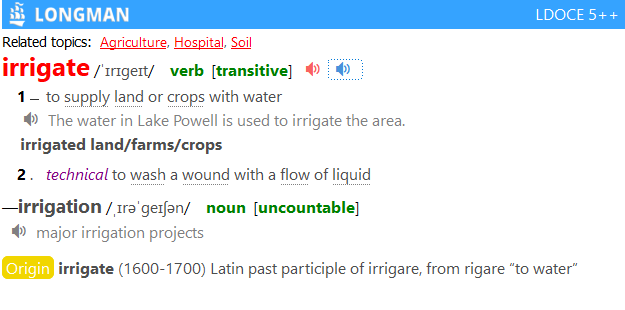 LONGMAN LDOCE 5++
Related topics: Agriculture, Hospital, Soil
irrigate /ˈɪrɪɡeɪt/ verb [transitive]
1 – to supply land or crops with water
The water in Lake Powell is used to irrigate the area.
irrigated land/farms/crops
2 . technical to wash a wound with a flow of liquid
—irrigation /ˌɪrəˈɡeɪʃən/ noun [uncountable]
major irrigation projects
Origin irrigate (1600-1700) Latin past participle of irrigare, from rigare “to water”